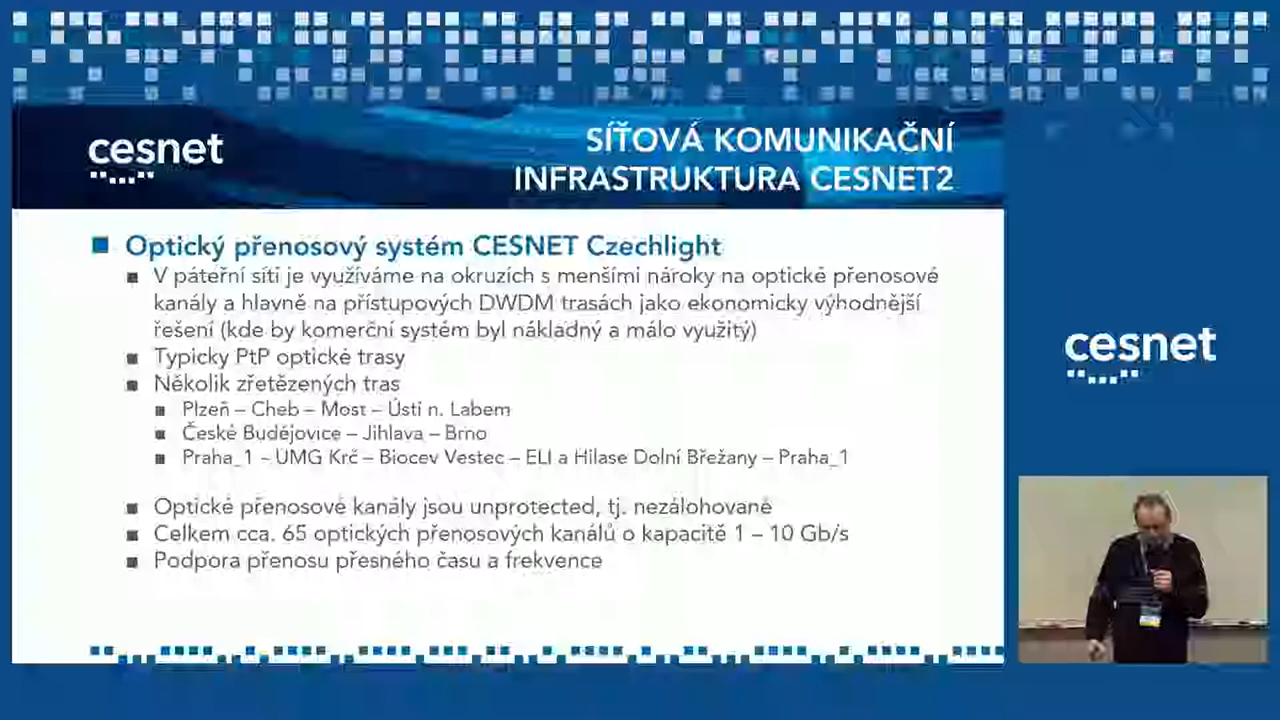 cesnet
SÍŤOVÁ KOMUNIKAČNÍ
INFRASTRUKTURA CESNET2
Optický přenosový systém CESNET Czechlight
V páteřní síti je využíváme na okruzích s menšími nároky na optické přenosové
kanály a hlavně na přístupových DWDM trasách jako ekonomicky výhodnější
řešení (kde by komerční systém byl nákladný a málo využitý)
Typicky PtP optické trasy
Několik zřetězených tras
Plzeň – Cheb – Most – Ústí n. Labem
České Budějovice – Jihlava – Brno
Praha_1 – UMG Krč – Biocev Vestec – ELI a Hilase Dolní Břežany – Praha_1
Optické přenosové kanály jsou unprotected, tj. nezálohované
Celkem cca. 65 optických přenosových kanálů o kapacitě 1 – 10 Gb/s
Podpora přenosu přesného času a frekvence
cesnet